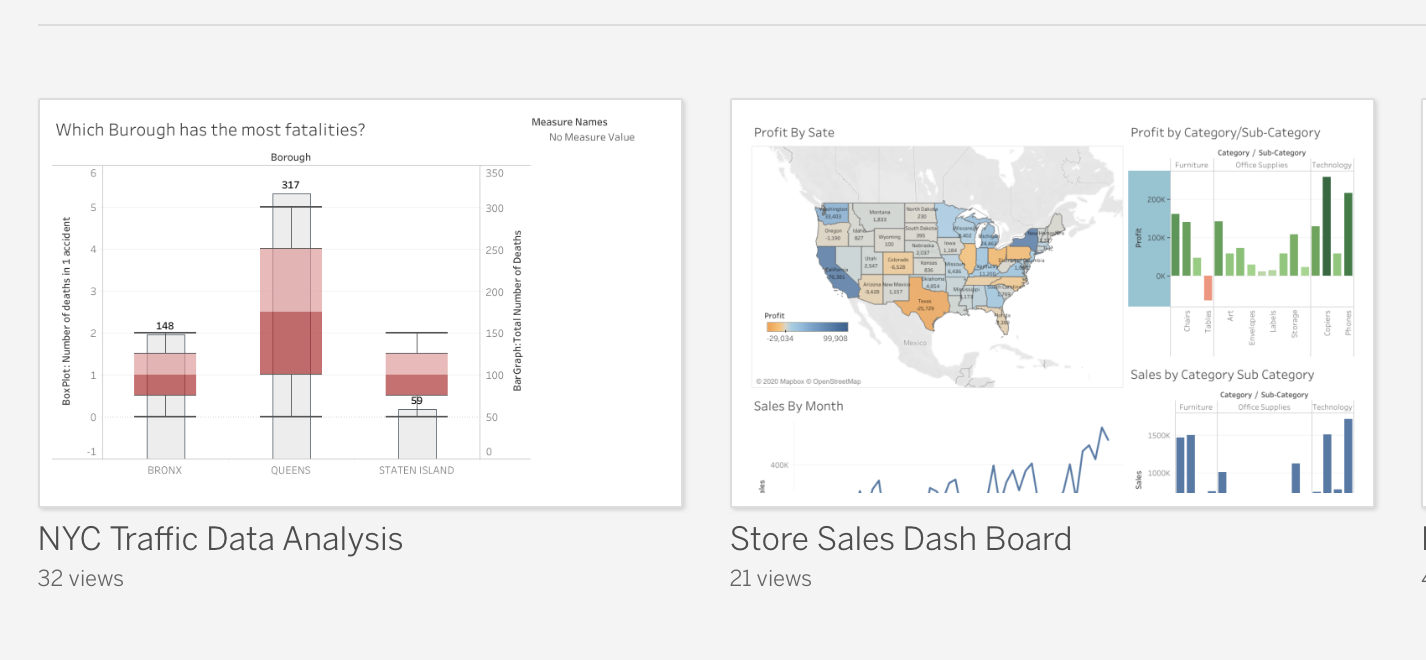 Which Burough has the most fatalities?
Measure Names
No Measure Value
Borough
BoxPlot: Number of deaths in 1 accident
6
5
4
3
2
1
0
-1
148
317
59
350
300
250
200
150
100
50
0
BarGraph:Total Number of Deaths
BRONX
QUEENS
STATEN ISLAND
NYC Traffic Data Analysis
32 views
Profit By Sate
Washington
33,403
Montana
1,833
North Dakota
230
Oregon
-1,190
Idaho
827
South Dakota
395
Wyoming
100
Nebraska
2,037
Iowa
1,184
Utah
2,547
Colorado
-6,528
Kansas
836
Missouri
6,436
California
Arizona
-3,428
New Mexico
1,157
Oklahoma
4,854
Texas
-25,729
Mississippi
3,173
Mexico
Profit
-29,034
99,908
© 2020 Mapbox © OpenStreetMap
Profit by Category/Sub-Category
Category / Sub-Category
Furniture
Office Supplies
Technology
Profit
200K
100K
0K
Chairs
Tables
Art
Envelopes
Labels
Storage
Copiers
Phones
Sales By Month
400K
Sales by Category Sub Category
Category / Sub-Category
Furniture
Office Supplies
Technology
Sales
1500K
1000K
Store Sales Dash Board
21 views